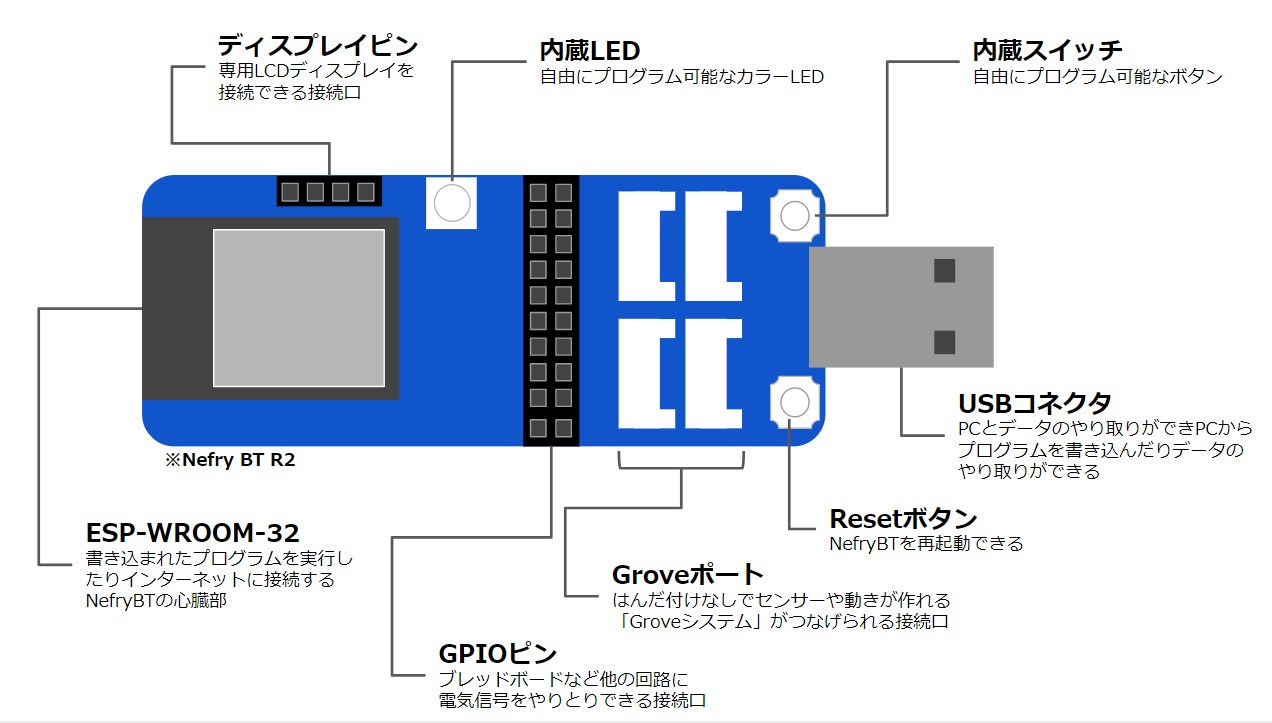 ディスプレイピン
専用LCDディスプレイを
接続できる接続口
内蔵LED
自由にプログラム可能なカラーLED
内蔵スイッチ
自由にプログラム可能なボタン
USBコネクタ
PCとデータのやり取りができPCから
プログラムを書き込んだりデータの
やり取りができる
※Nefry BT R2
ESP-WROOM-32
書き込まれたプログラムを実行し
たりインターネットに接続する
NefryBTの心臓部
Resetボタン
NefryBTを再起動できる
Groveポート
はんだ付けなしでセンサーや動きが作れる
「Groveシステム」がつなげられる接続口
GPIOピン
ブレッドボードなど他の回路に
電気信号をやりとりできる接続口